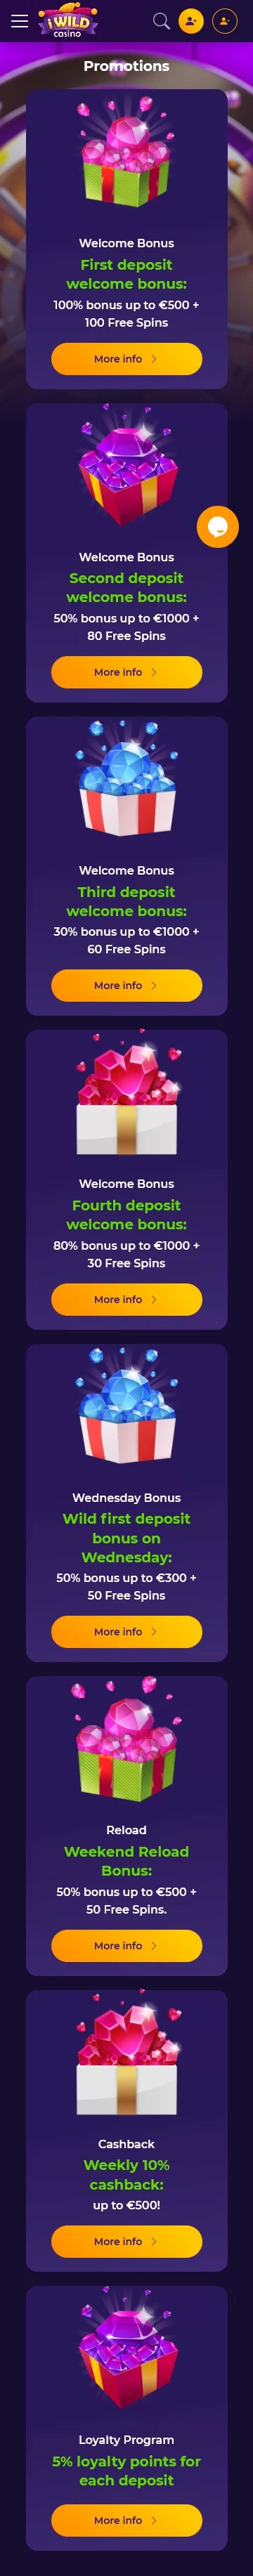 iWILD
casino
Promotions
Welcome Bonus
First deposit
welcome bonus:
100% bonus up to €500 +
100 Free Spins
More info
Welcome Bonus
Second deposit
welcome bonus:
50% bonus up to €1000 +
80 Free Spins
More info
Welcome Bonus
Third deposit
welcome bonus:
30% bonus up to €1000 +
60 Free Spins
More info
Welcome Bonus
Fourth deposit
welcome bonus:
80% bonus up to €1000 +
30 Free Spins
More info
Wednesday Bonus
Wild first deposit
bonus on
Wednesday:
50% bonus up to €300 +
50 Free Spins
More info
Reload
Weekend Reload
Bonus:
50% bonus up to €500 +
50 Free Spins.
More info
Cashback
Weekly 10%
cashback:
up to €500!
More info
Loyalty Program
5% loyalty points for
each deposit
More info